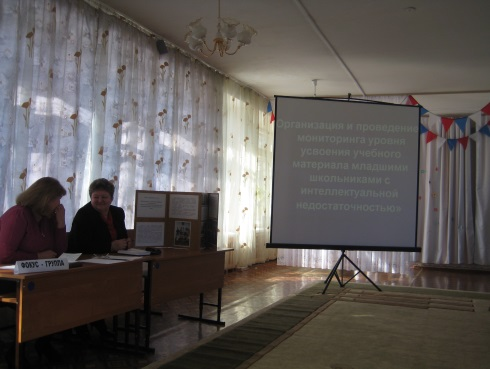 Организация и проведение
мониторинга уровня
усвоения учебного
материала младшими
школьниками с
интеллектуальной
недостаточностью»
ФОКУС - ГРУППА